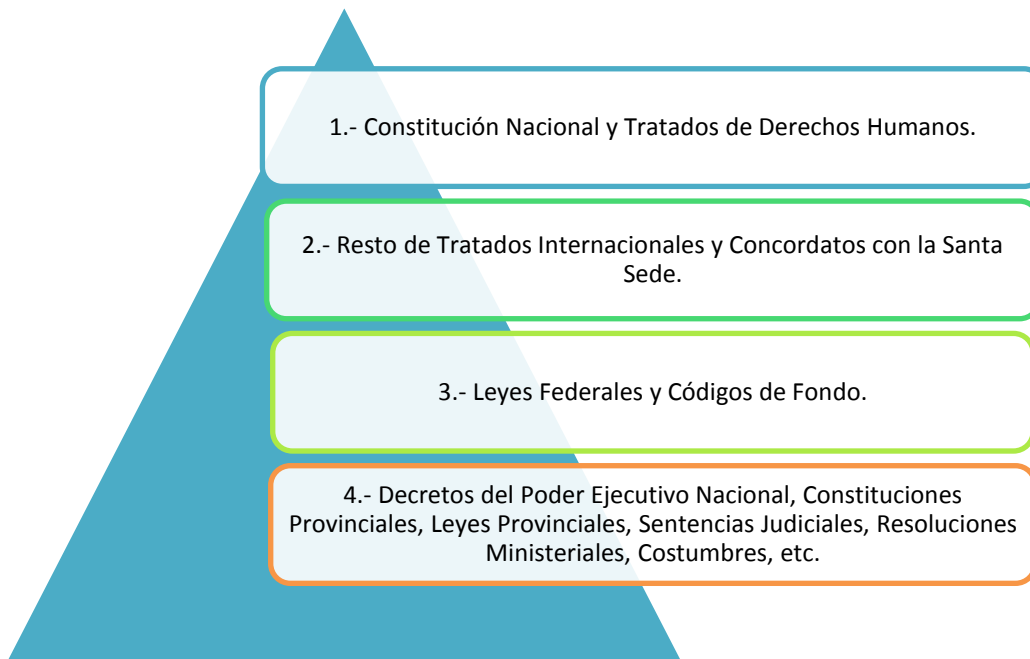 1.- Constitución Nacional y Tratados de Derechos Humanos.
2.- Resto de Tratados Internacionales y Concordatos con la Santa
Sede.
3.- Leyes Federales y Códigos de Fondo.
4.- Decretos del Poder Ejecutivo Nacional, Constituciones
Provinciales, Leyes Provinciales, Sentencias Judiciales, Resoluciones
Ministeriales, Costumbres, etc.